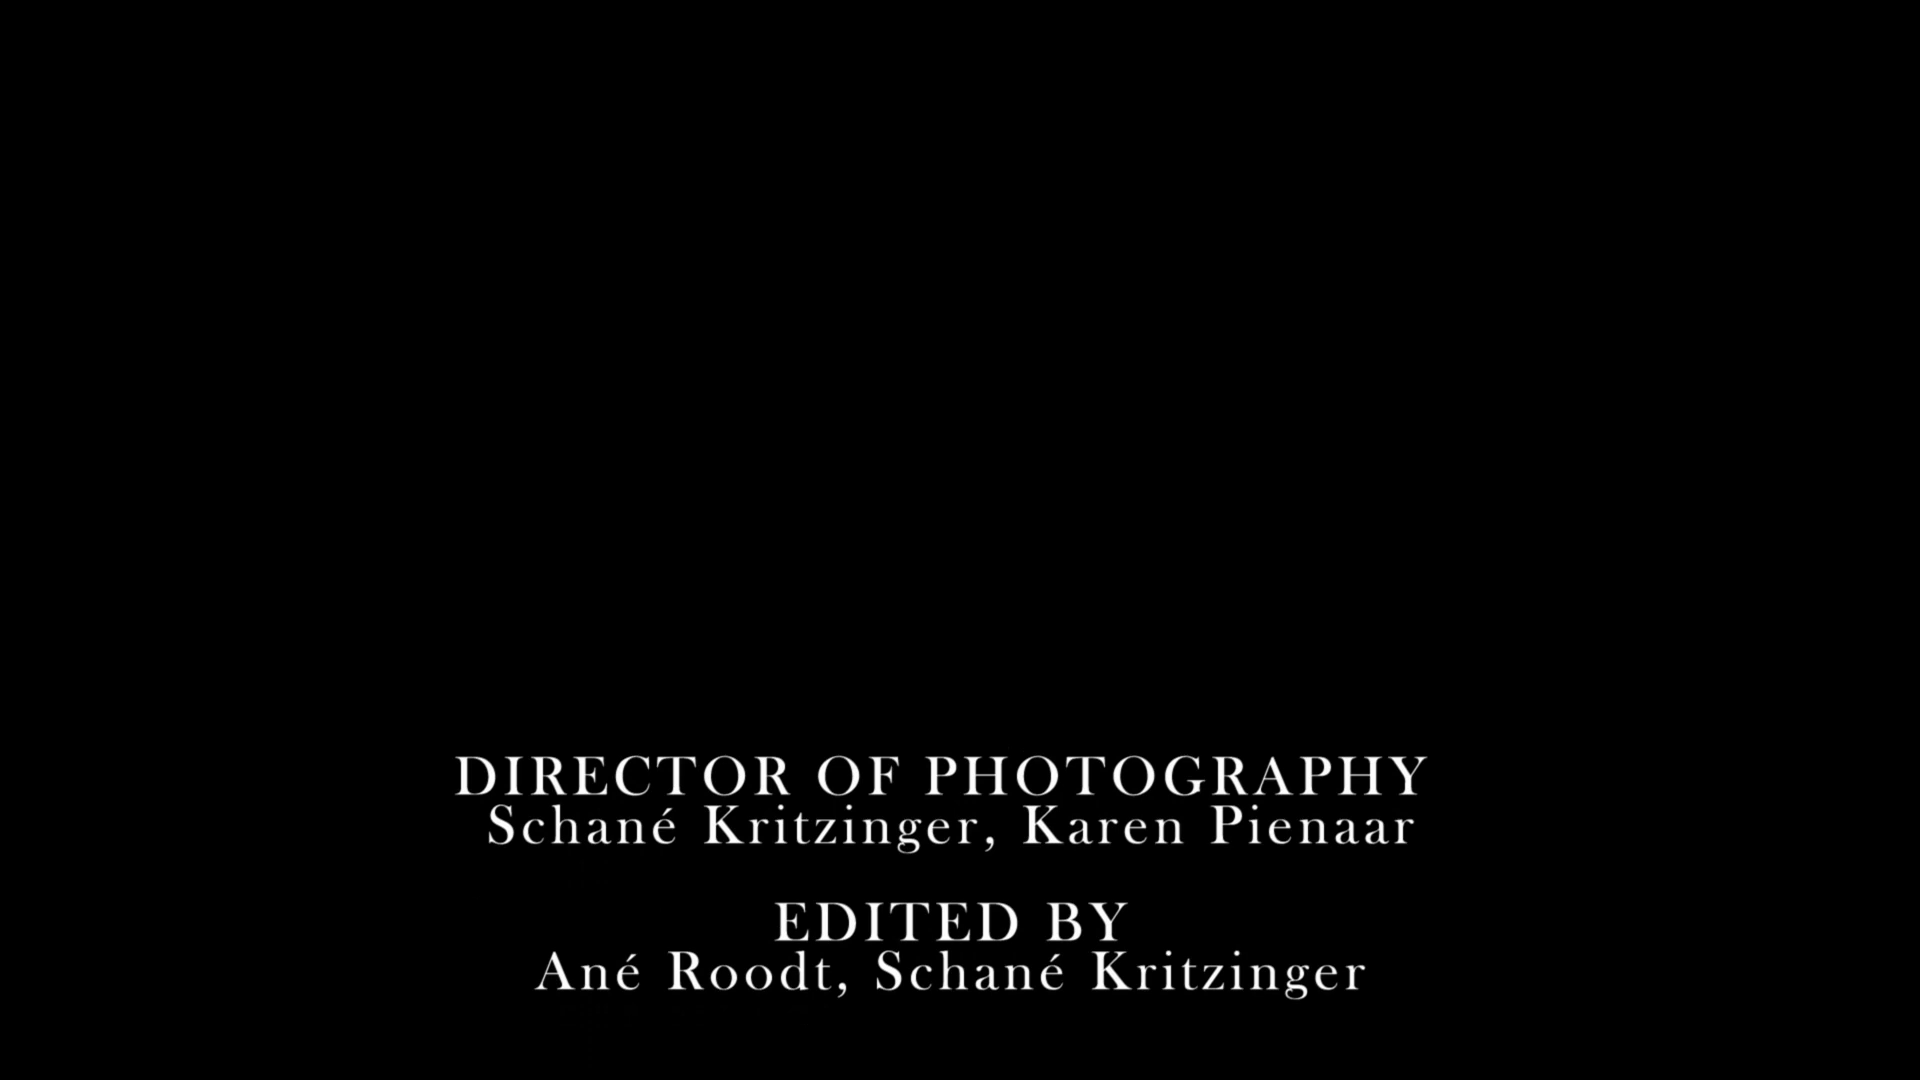 DIRECTOR OF PHOTOGRAPHY
Schané Kritzinger, Karen Pienaar
EDITED BY
Ané Roodt, Schané Kritzinger